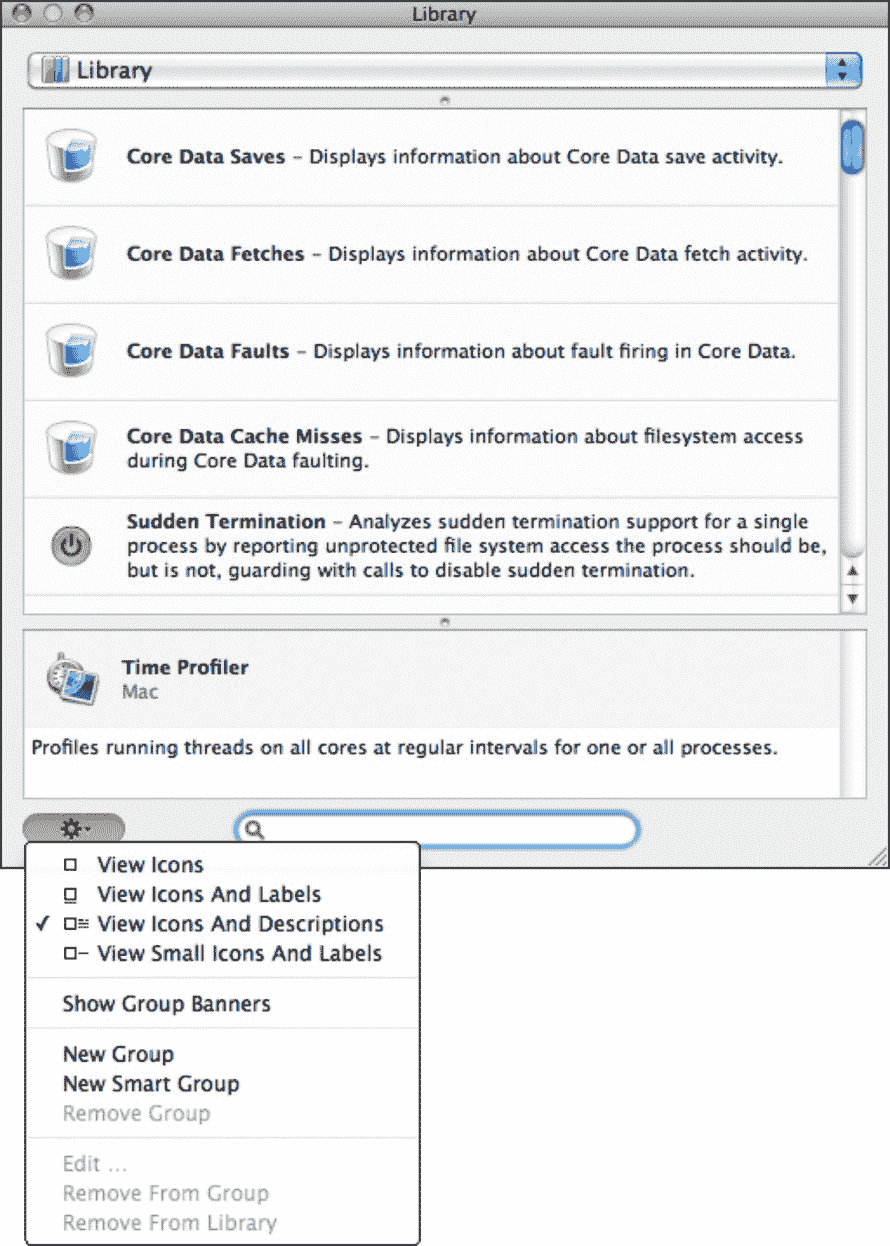 Library
Library
Core Data Saves – Displays information about Core Data save activity.
Core Data Fetches – Displays information about Core Data fetch activity.
Core Data Faults – Displays information about fault firing in Core Data.
Core Data Cache Misses – Displays information about filesystem access
during Core Data faulting.
Sudden Termination – Analyzes sudden termination support for a single
process by reporting unprotected file system access the process should be,
but is not, guarding with calls to disable sudden termination.
Time Profiler
Mac
Profiles running threads on all cores at regular intervals for one or all processes.
View Icons
View Icons And Labels
View Icons And Descriptions
View Small Icons And Labels
Show Group Banners
New Group
New Smart Group
Remove Group
Edit ...
Remove From Group
Remove From Library